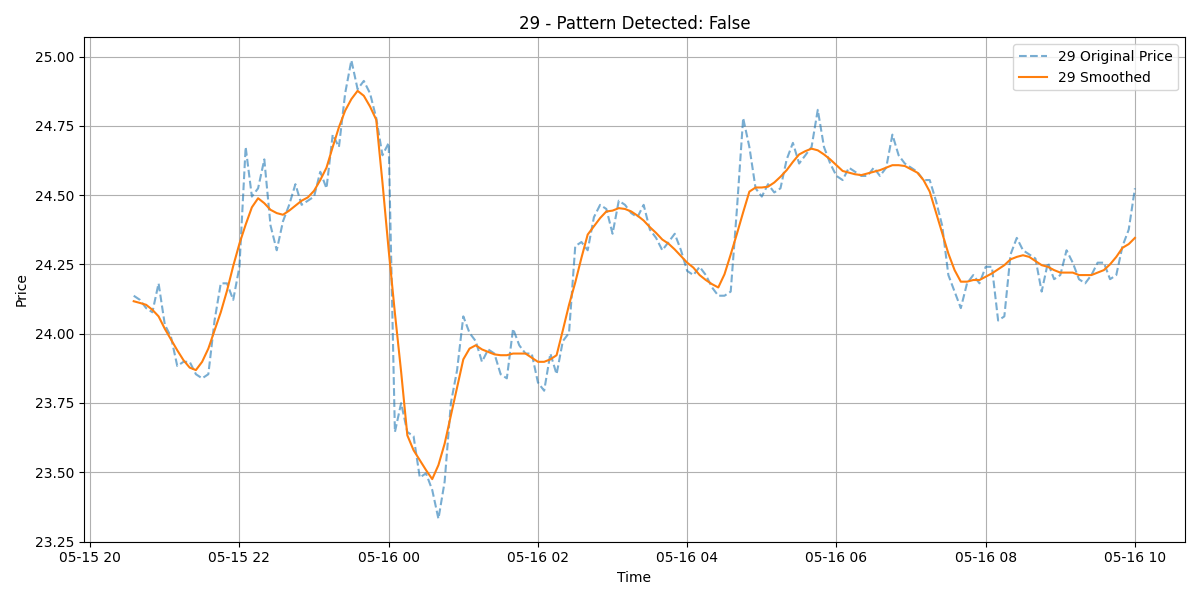 29 - Pattern Detected: False
29 Original Price
29 Smoothed
25.00
24.75
24.50
24.25
24.00
23.75
23.50
23.25
Price
05-15 20 05-15 22 05-16 00 05-16 02 05-16 04 05-16 06 05-16 08 05-16 10
Time